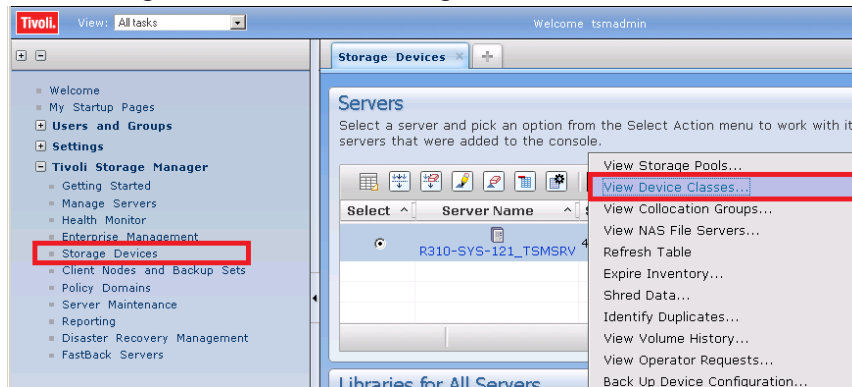 Tivoli. View: All tasks Welcome tsmadmin
Storage Devices
Welcome
My Startup Pages
Users and Groups
Settings
Tivoli Storage Manager
Getting Started
Manage Servers
Health Monitor
Enterprise Management
Storage Devices
Client Nodes and Backup Sets
Policy Domains
Server Maintenance
Reporting
Disaster Recovery Management
FastBack Servers
Servers
Select a server and pick an option from the Select Action menu to work with it
servers that were added to the console.
Select ^ Server Name ^ S
R310-SYS-121_TSMSRV 4
View Storage Pools...
View Device Classes...
View Collocation Groups...
View NAS File Servers...
Refresh Table
Expire Inventory...
Shred Data...
Identify Duplicates...
View Volume History...
View Operator Requests...
Back Up Device Configuration...
Libraries for All Servers